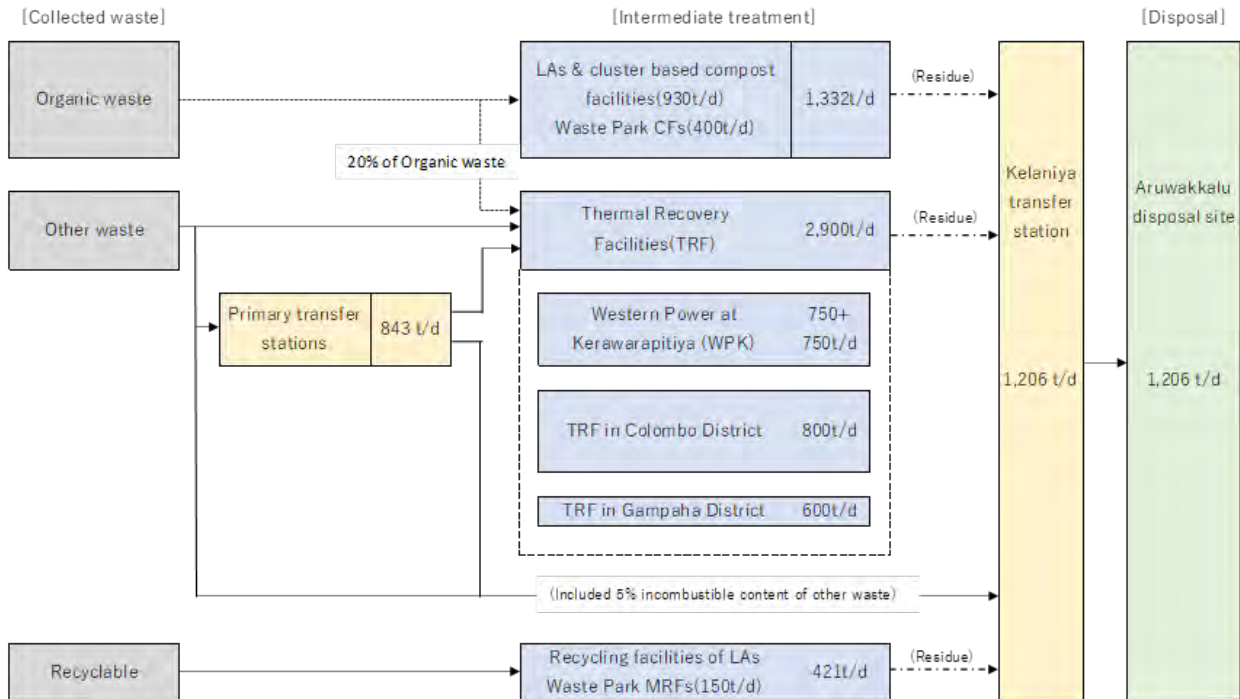 [Collected waste]
[Intermediate treatment]
[Disposal]
Organic waste
LAs & cluster based compost
facilities(930t/d)
Waste Park CFs(400t/d)
1,332t/d
(Residue)
20% of Organic waste
Other waste
Thermal Recovery
Facilities(TRF)
2,900t/d
(Residue)
Kelaniya
transfer
station
1,206 t/d
Aruwakkalu
disposal site
1,206 t/d
Primary transfer
stations
843 t/d
Western Power at
Kerawarapitiya (WPK)
750+
750t/d
TRF in Colombo District
800t/d
TRF in Gampaha District
600t/d
(Included 5% incombustible content of other waste)
Recyclable
Recycling facilities of LAs
Waste Park MRFs(150t/d)
421t/d
(Residue)